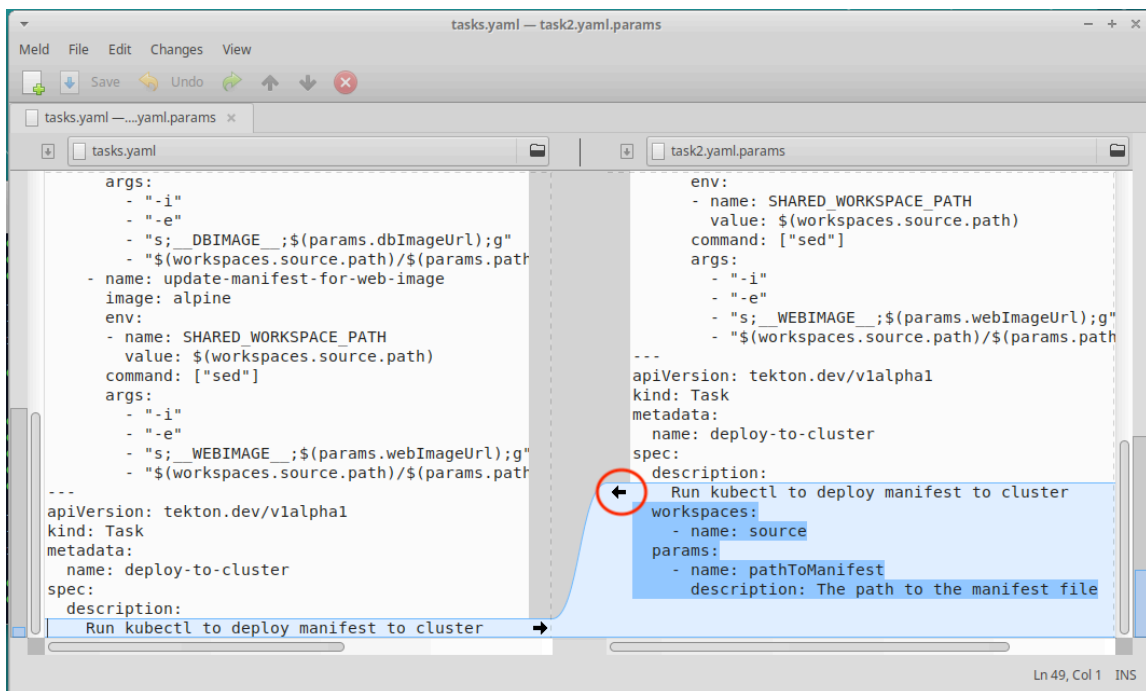 tasks.yaml — task2.yaml.params
Meld File Edit Changes View
Save Undo
tasks.yaml —....yaml.params
tasks.yaml
args:
- "-i"
- "-e"
- "s;__DBIMAGE__;$(params.dbImageUrl);g"
- "$(workspaces.source.path)/$(params.path
- name: update-manifest-for-web-image
image: alpine
env:
- name: SHARED_WORKSPACE_PATH
value: $(workspaces.source.path)
command: ["sed"]
args:
- "-i"
- "-e"
- "s;__WEBIMAGE__;$(params.webImageUrl);g"
- "$(workspaces.source.path)/$(params.path
---
apiVersion: tekton.dev/v1alpha1
kind: Task
metadata:
name: deploy-to-cluster
spec:
description:
Run kubectl to deploy manifest to cluster
task2.yaml.params
env:
- name: SHARED_WORKSPACE_PATH
value: $(workspaces.source.path)
command: ["sed"]
args:
- "-i"
- "-e"
- "s;__WEBIMAGE__;$(params.webImageUrl);g"
- "$(workspaces.source.path)/$(params.path
---
apiVersion: tekton.dev/v1alpha1
kind: Task
metadata:
name: deploy-to-cluster
spec:
description:
Run kubectl to deploy manifest to cluster
workspaces:
- name: source
params:
- name: pathToManifest
description: The path to the manifest file
Ln 49, Col 1 INS